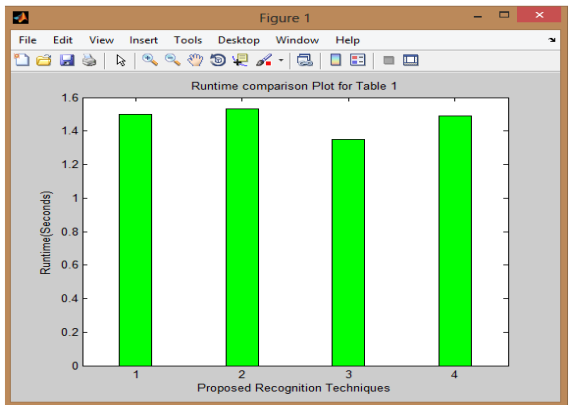 Figure 1
File Edit View Insert Tools Desktop Window Help
Runtime comparison Plot for Table 1
Runtime(Seconds)
1.6
1.4
1.2
1
0.8
0.6
0.4
0.2
0
1 2 3 4
Proposed Recognition Techniques